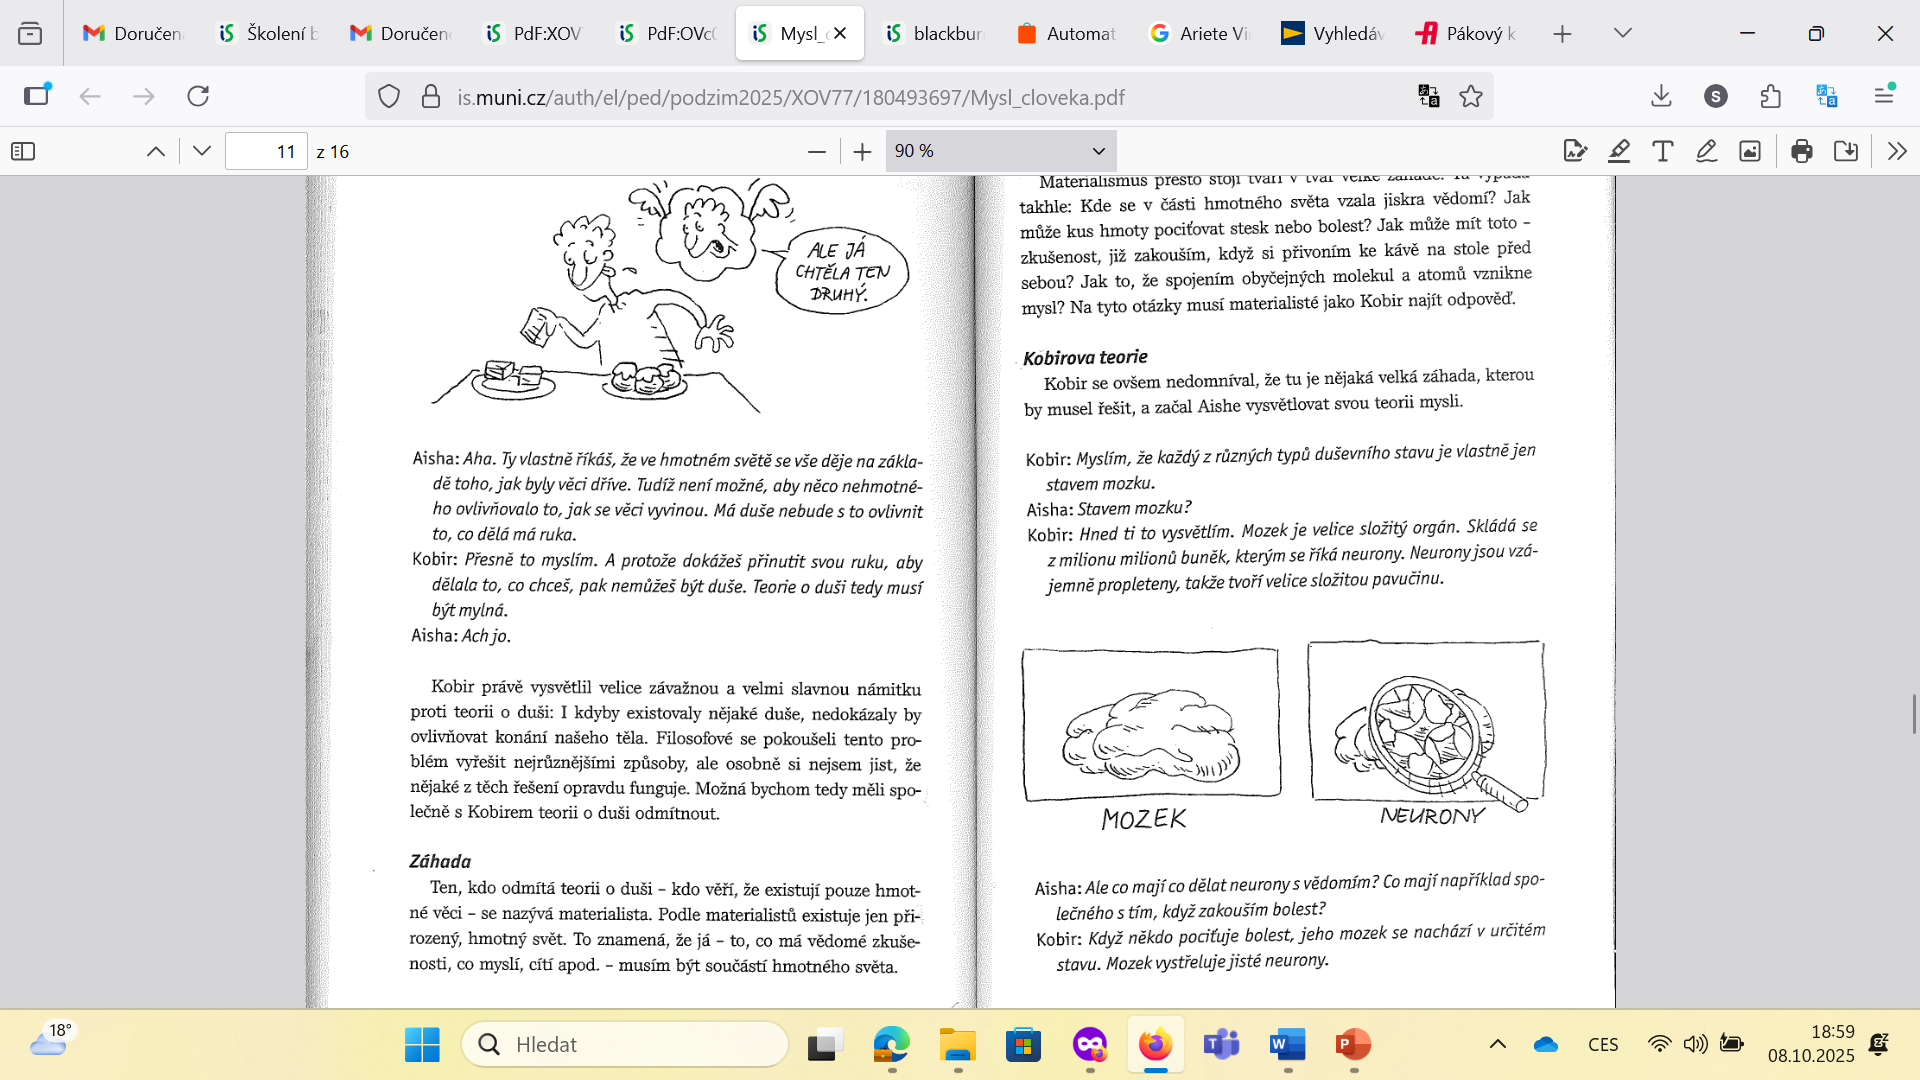 Doručen
Školení b
Doručen
PdF:XOV
PdF:OVc
Mysl_c
blackbur
Automat
Ariete Vi
Vyhledáv
Pákový k
is.muni.cz/auth/el/ped/podzim2025/XOV77/180493697/Mysl_cloveka.pdf
S
11 z 16
90 %
ALE JÁ
CHTĚLA TEN
DRUHÝ.
Aisha: Aha. Ty vlastně říkáš, že ve hmotném světě se vše děje na zákla-
dě toho, jak byly věci dříve. Tudíž není možné, aby něco nehmotné-
ho ovlivňovalo to, jak se věci vyvinou. Má duše nebude s to ovlivnit
to, co dělá má ruka.
Kobir: Přesně to myslím. A protože dokážeš přinutit svou ruku, aby
dělala to, co chceš, pak nemůžeš být duše. Teorie o duši tedy musí
být mylná.
Aisha: Ach jo.
Kobir právě vysvětlil velice závažnou a velmi slavnou námitku
proti teorii o duši: I kdyby existovaly nějaké duše, nedokázaly by
ovlivňovat konání našeho těla. Filosofové se pokoušeli tento pro-
blém vyřešit nejrůznějšími způsoby, ale osobně si nejsem jist, že
nějaké z těch řešení opravdu funguje. Možná bychom tedy měli spo-
lečně s Kobirem teorii o duši odmítnout.
Záhada
Ten, kdo odmítá teorii o duši – kdo věří, že existují pouze hmot-
né věci – se nazývá materialista. Podle materialistů existuje jen při-
rozený, hmotný svět. To znamená, že já – to, co má vědomé zkuše-
nosti, co myslí, cítí apod. – musím být součástí hmotného světa.
Materialismus přesto stojí tváří v tvář velké záhadě. Ta vypadá
takhle: Kde se v části hmotného světa vzala jiskra vědomí? Jak
může kus hmoty pociťovat stesk nebo bolest? Jak může mít toto –
zkušenost, již zakouším, když si přivoním ke kávě na stole před
sebou? Jak to, že spojením obyčejných molekul a atomů vznikne
mysl? Na tyto otázky musí materialisté jako Kobir najít odpověď.
Kobirova teorie
Kobir se ovšem nedomníval, že tu je nějaká velká záhada, kterou
by musel řešit, a začal Aishe vysvětlovat svou teorii mysli.
Kobir: Myslím, že každý z různých typů duševního stavu je vlastně jen
stavem mozku.
Aisha: Stavem mozku?
Kobir: Hned ti to vysvětlím. Mozek je velice složitý orgán. Skládá se
z milionu milionů buněk, kterým se říká neurony. Neurony jsou vzá-
jemně propleteny, takže tvoří velice složitou pavučinu.
MOZEK
NEURONY
Aisha: Ale co mají co dělat neurony s vědomím? Co mají například spo-
lečného s tím, když zakouším bolest?
Kobir: Když někdo pociťuje bolest, jeho mozek se nachází v určitém
stavu. Mozek vystřeluje jisté neurony.
18°
Hledat
CES
18:59
08.10.2025